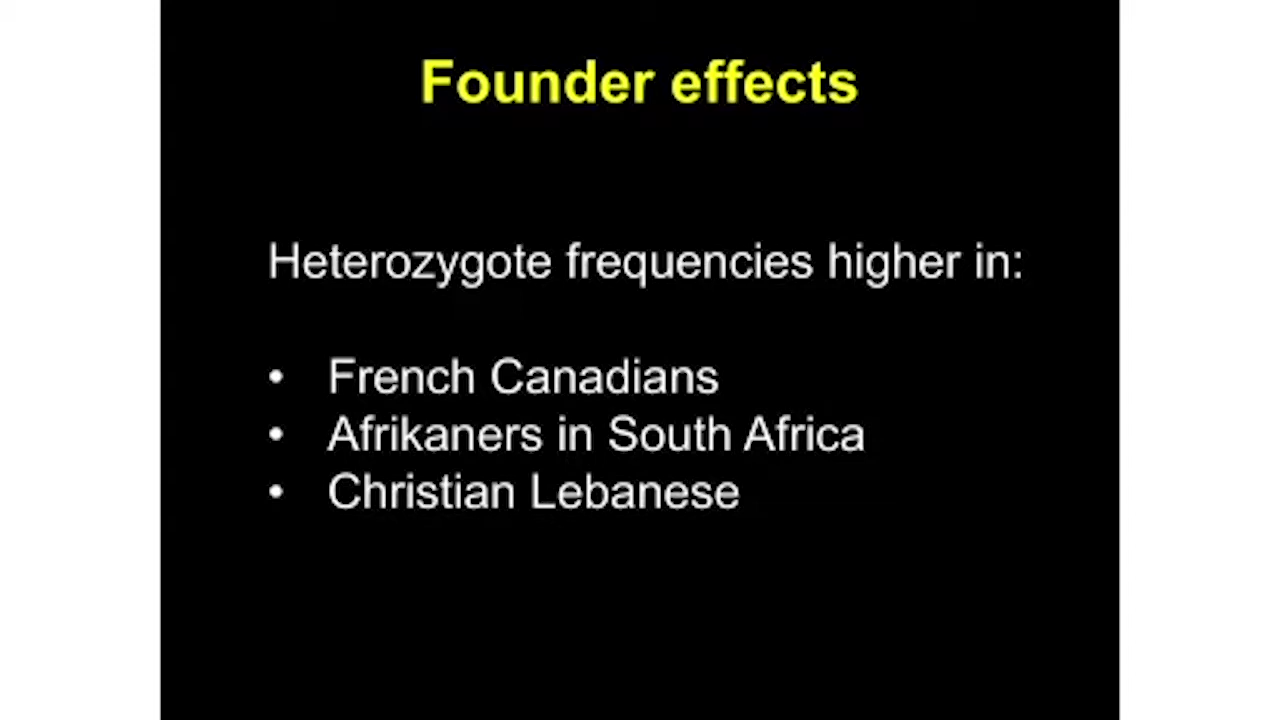 Founder effects
Heterozygote frequencies higher in:
• French Canadians
• Afrikaners in South Africa
• Christian Lebanese